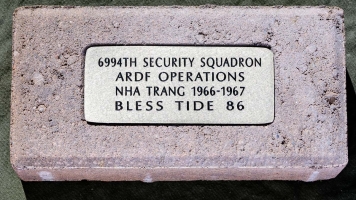 6994TH SECURITY SQUADRON
ARDF OPERATIONS
NHA TRANG 1966-1967
BLESS TIDE 86